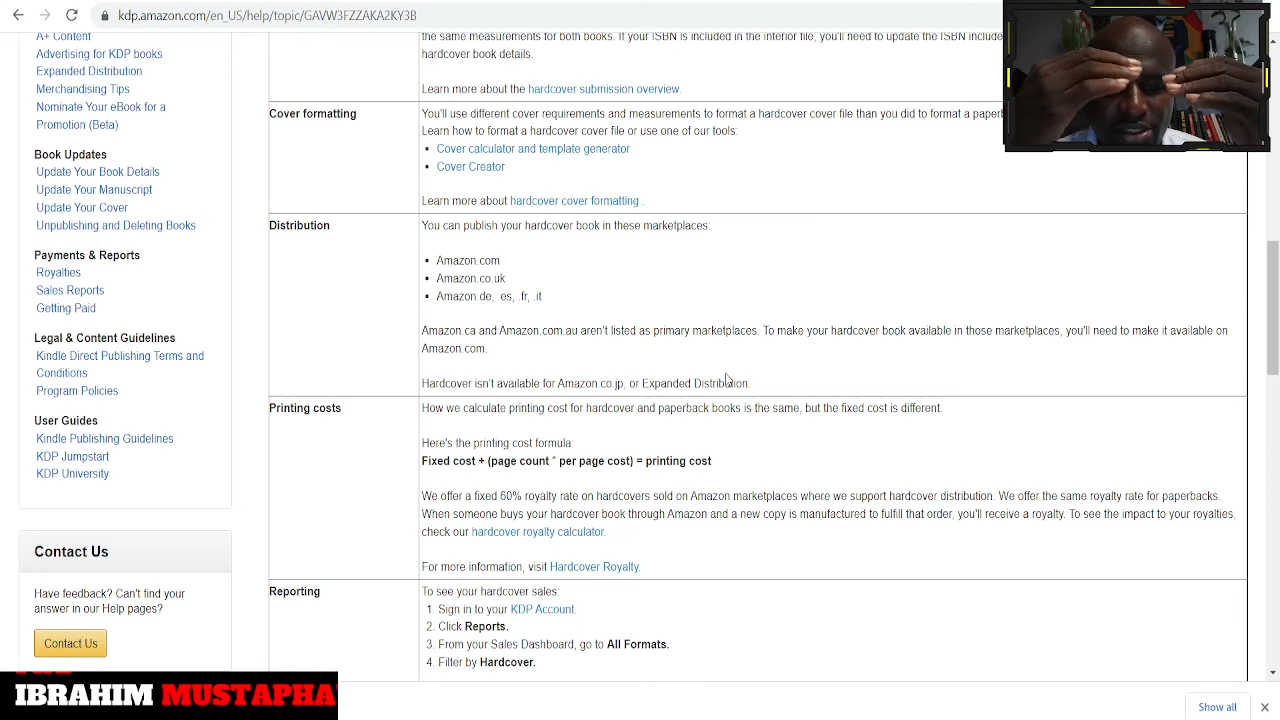 kdp.amazon.com/en_US/help/topic/GAVW3FZZAKA2KY3B
A+ Content
Advertising for KDP books
Expanded Distribution
Merchandising Tips
Nominate Your eBook for a
Promotion (Beta)
Book Updates
Update Your Book Details
Update Your Manuscript
Update Your Cover
Unpublishing and Deleting Books
Payments & Reports
Royalties
Sales Reports
Getting Paid
Legal & Content Guidelines
Kindle Direct Publishing Terms and
Conditions
Program Policies
User Guides
Kindle Publishing Guidelines
KDP Jumpstart
KDP University
Contact Us
Have feedback? Can't find your
answer in our Help pages?
Contact Us
the same measurements for both books. If your ISBN is included in the interior file, you'll need to update the ISBN
hardcover book details.
Learn more about the hardcover submission overview.
Cover formatting
You'll use different cover requirements and measurements to format a hardcover cover file than you did to format a
Learn how to format a hardcover cover file or use one of our tools:
• Cover calculator and template generator
• Cover Creator
Learn more about hardcover cover formatting .
Distribution
You can publish your hardcover book in these marketplaces:
• Amazon.com
• Amazon.co.uk
• Amazon.de, .es, .fr, .it
Amazon.ca and Amazon.com.au aren't listed as primary marketplaces. To make your hardcover book available in those marketplaces, you'll need to make it available on
Amazon.com.
Hardcover isn't available for Amazon.co.jp, or Expanded Distribution.
Printing costs
How we calculate printing cost for hardcover and paperback books is the same, but the fixed cost is different.
Here's the printing cost formula.
Fixed cost + (page count * per page cost) = printing cost
We offer a fixed 60% royalty rate on hardcovers sold on Amazon marketplaces where we support hardcover distribution. We offer the same royalty rate for paperbacks.
When someone buys your hardcover book through Amazon and a new copy is manufactured to fulfill that order, you'll receive a royalty. To see the impact to your royalties,
check our hardcover royalty calculator.
For more information, visit Hardcover Royalty.
Reporting
To see your hardcover sales:
1. Sign in to your KDP Account.
2. Click Reports.
3. From your Sales Dashboard, go to All Formats.
4. Filter by Hardcover.
IBRAHIM MUSTAPHA
Show all